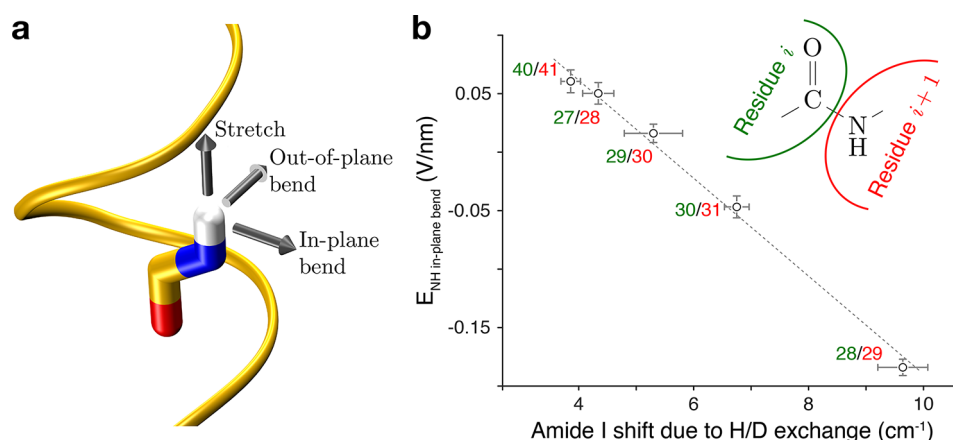 a
Stretch
Out-of-plane
bend
In-plane
bend
b
E_NH in-plane bend (V/nm)
0.05
-0.05
-0.15
40/41
27/28
29/30
30/31
28/29
Residue i
O
C
N
H
Residue i + 1
4
6
8
10
Amide I shift due to H/D exchange (cm⁻¹)